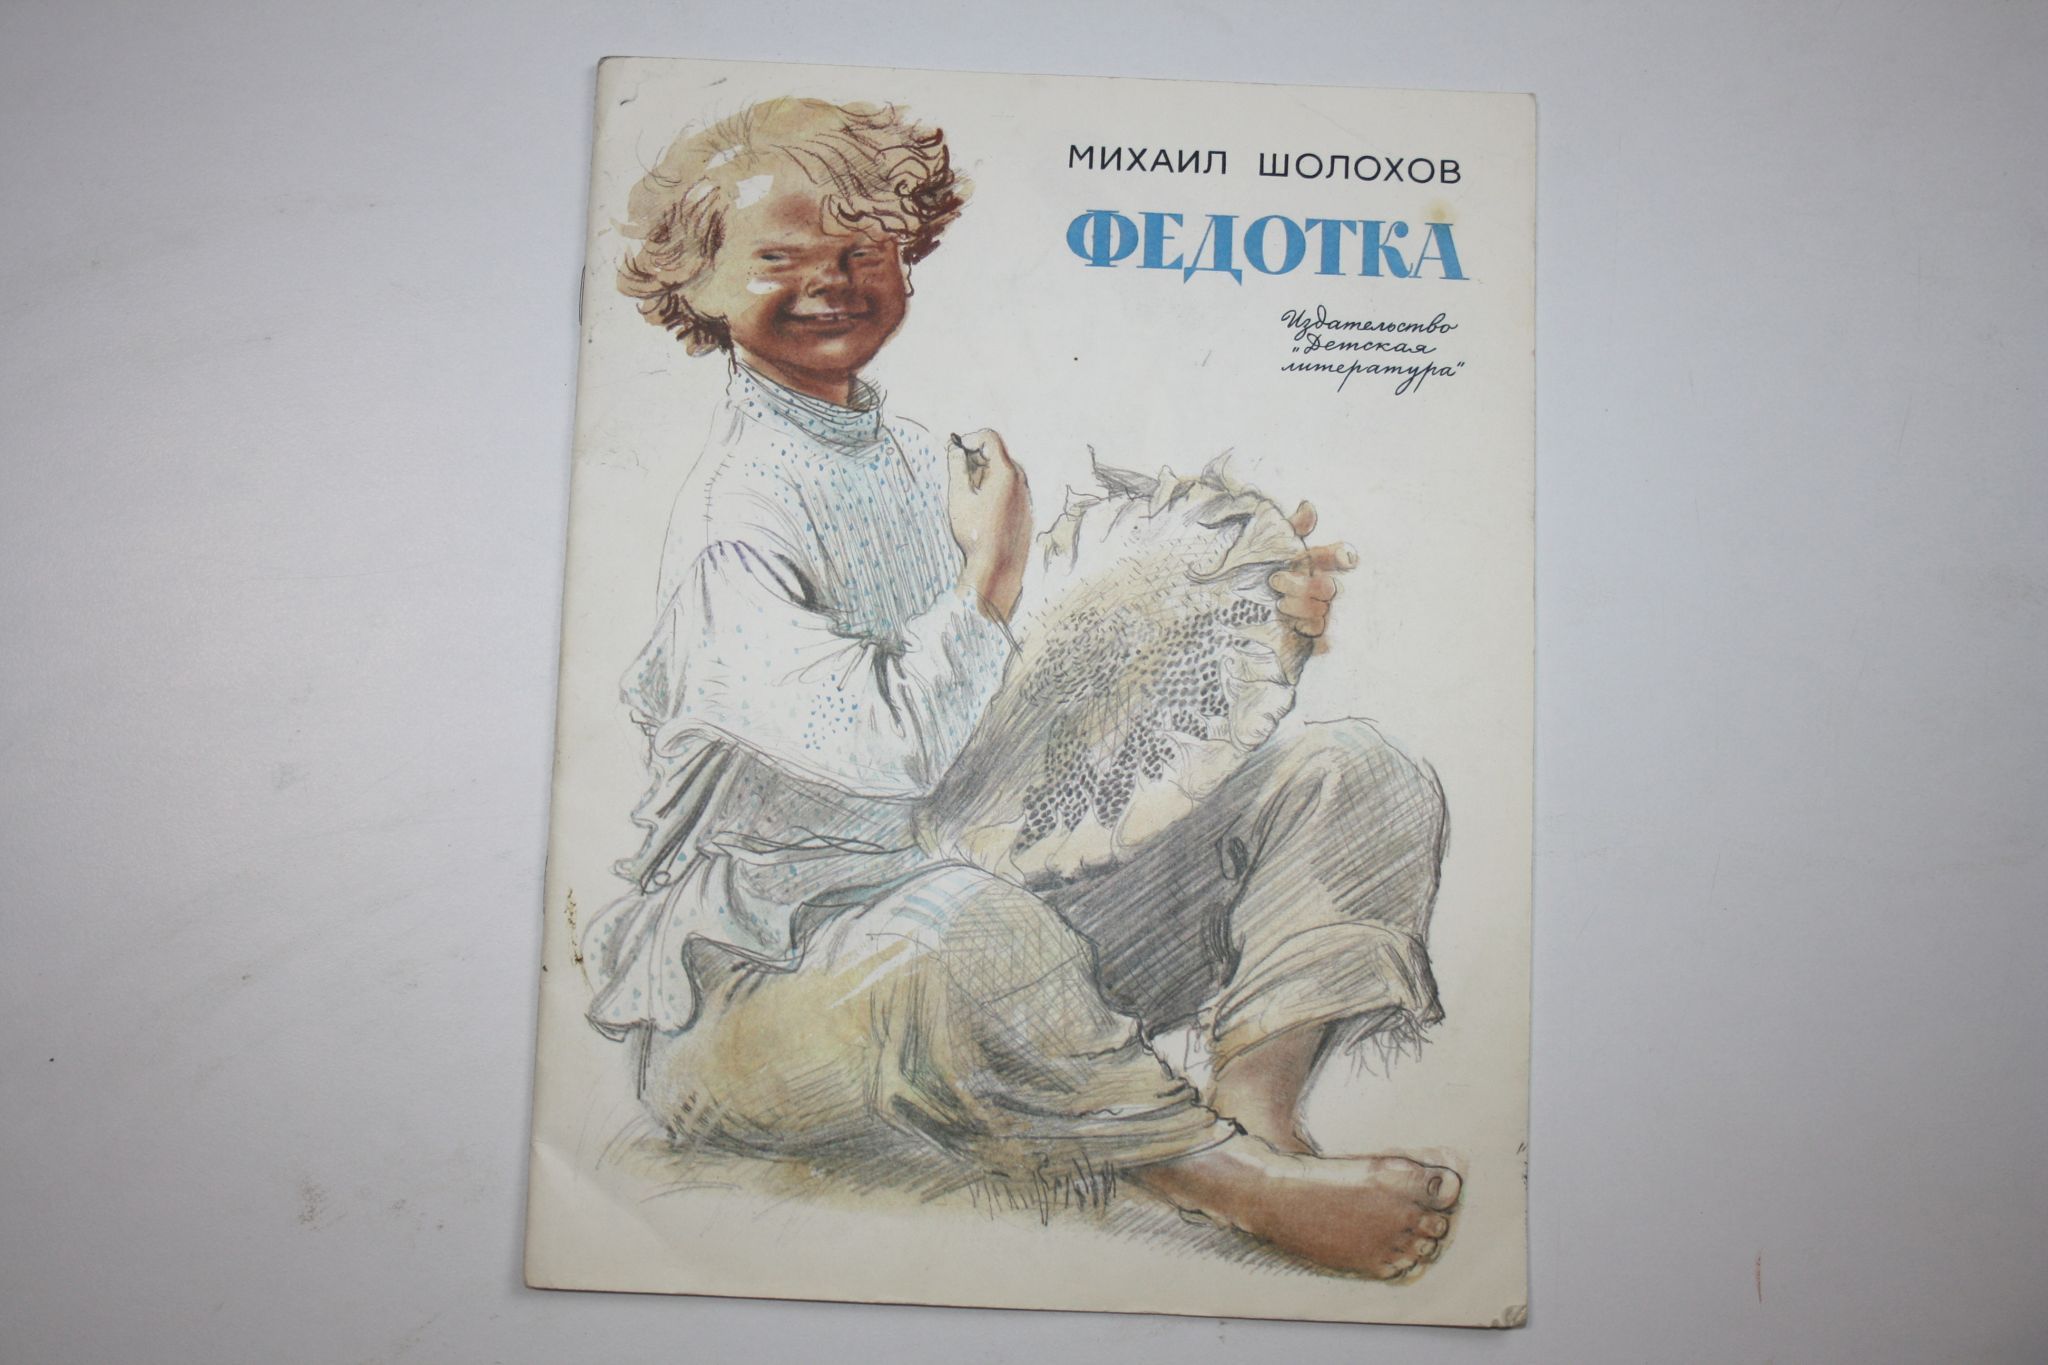 МИХАИЛ ШОЛОХОВ
ФЕДОТКА
Издательство
"Детская
литература"